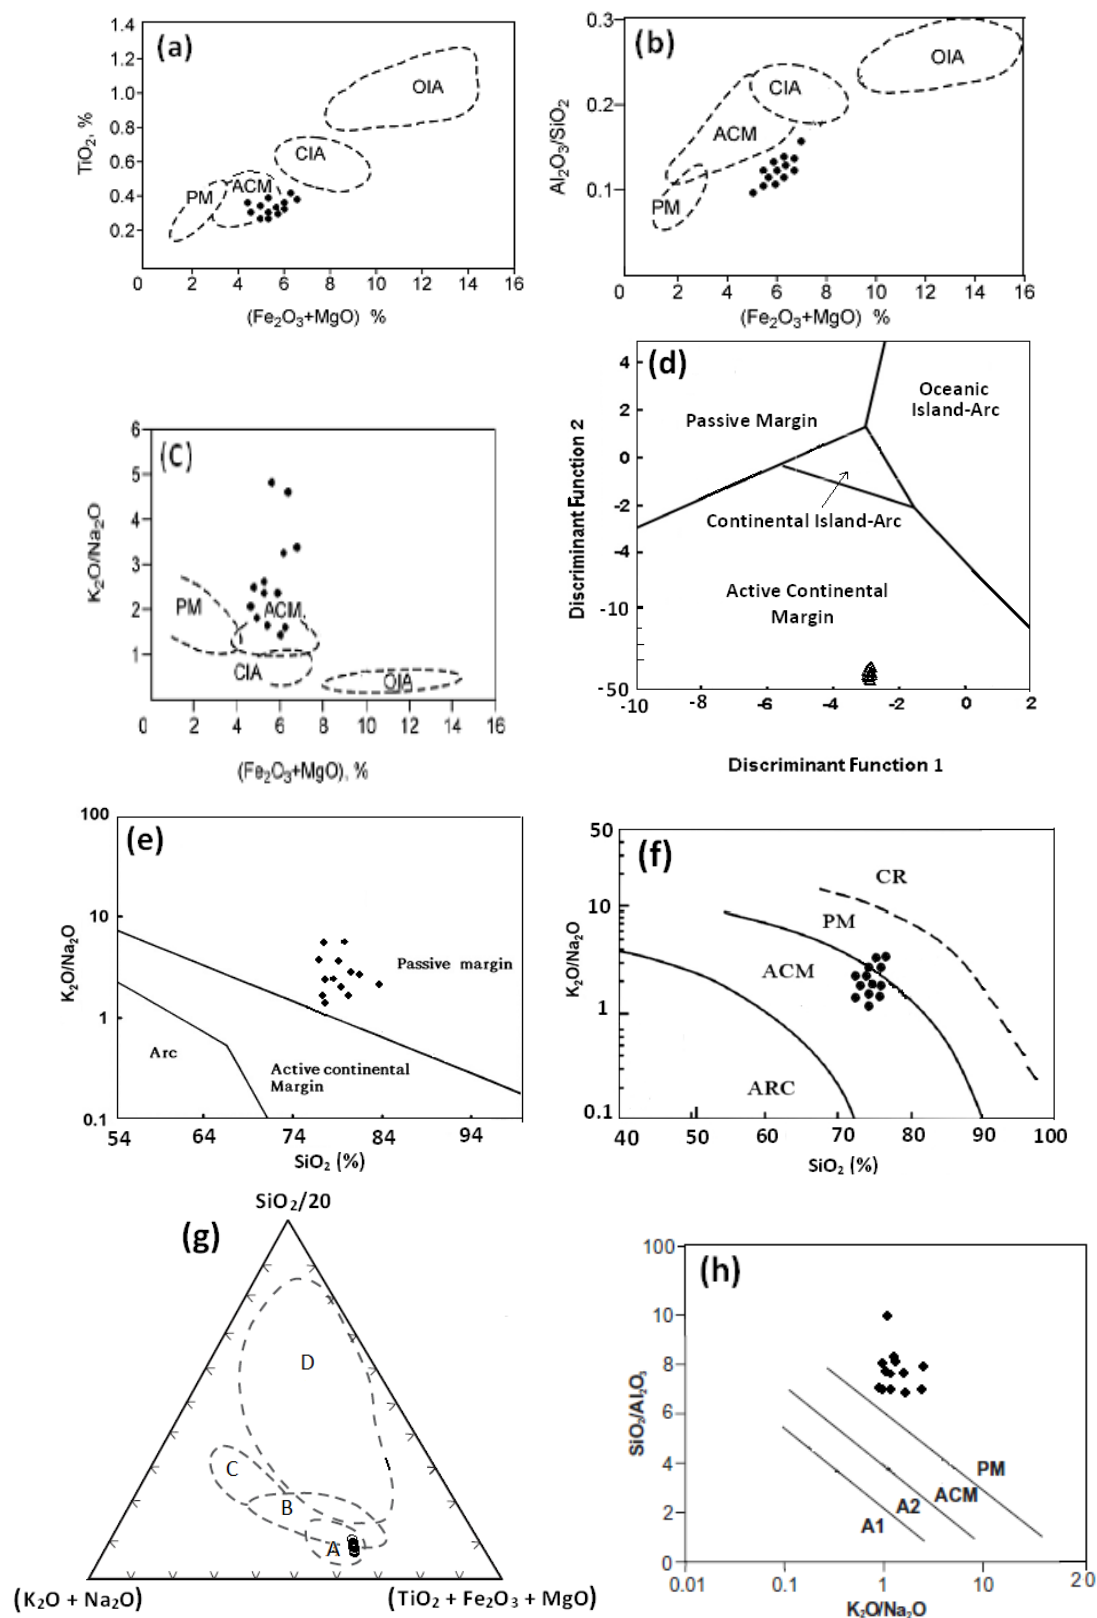 (a)
1.4
1.2
1.0
0.8
0.6
0.4
0.2
TiO2, %
OIA
CIA
ACM
PM
0 2 4 6 8 10 12 14 16
(Fe2O3+MgO) %
(b)
0.3
0.2
0.1
Al2O3/SiO2
OIA
CIA
ACM
PM
0 2 4 6 8 10 12 14 16
(Fe2O3+MgO) %
(C)
6
5
4
3
2
1
K2O/Na2O
PM
ACM
CIA
OIA
0 2 4 6 8 10 12 14 16
(Fe2O3+MgO), %
(d)
4
2
0
-2
-4
-10
-50
Discriminant Function 2
Passive Margin
Oceanic
Island-Arc
Continental Island-Arc
Active Continental
Margin
-10 -8 -6 -4 -2 0 2
Discriminant Function 1
(e)
100
10
1
0.1
K2O/Na2O
Passive margin
Arc
Active continental
Margin
54 64 74 84 94
SiO2 (%)
(f)
50
10
1
0.1
K2O/Na2O
CR
PM
ACM
ARC
40 50 60 70 80 90 100
SiO2 (%)
(g)
SiO2/20
D
C
B
A
(K2O + Na2O)
(TiO2 + Fe2O3 + MgO)
(h)
100
10
8
6
4
2
0
SiO2/Al2O3
PM
ACM
A2
A1
0.01 0.1 1 10 20
K2O/Na2O